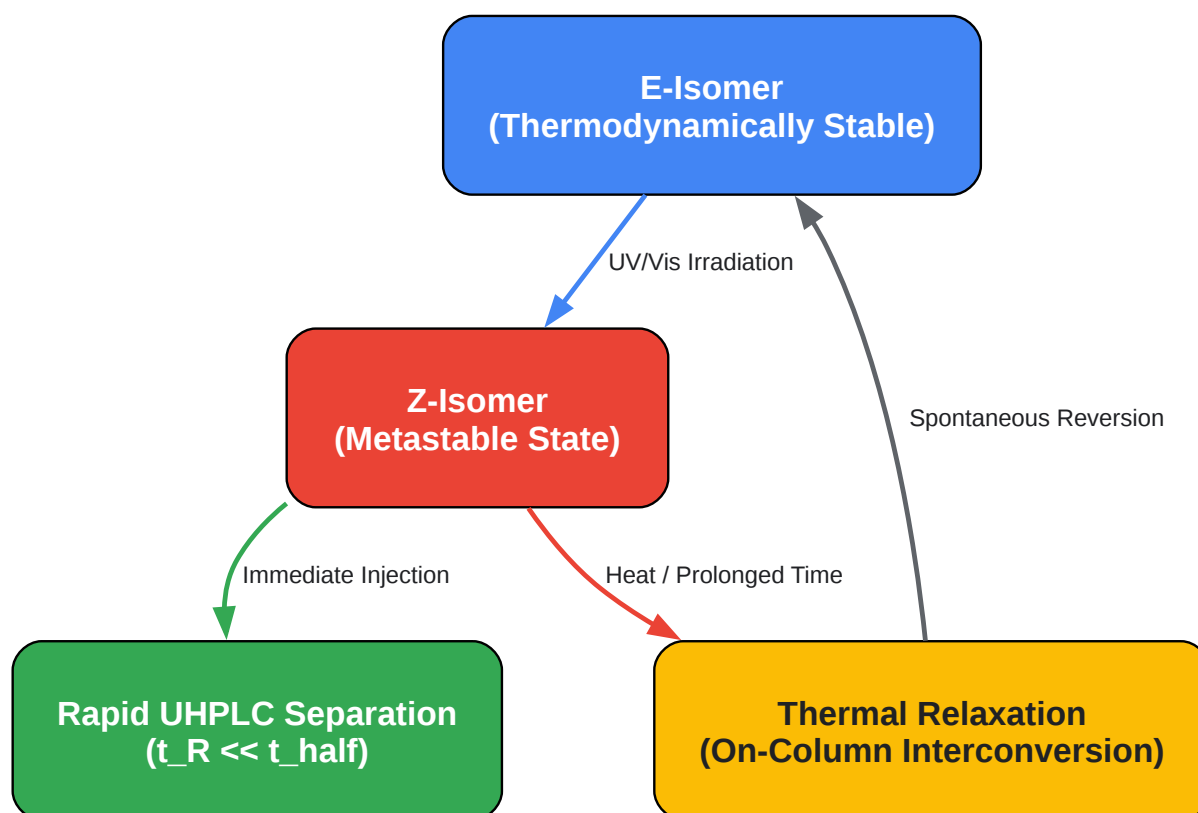 E-Isomer
(Thermodynamically Stable)
UV/Vis Irradiation
Z-Isomer
(Metastable State)
Spontaneous Reversion
Immediate Injection
Heat / Prolonged Time
Rapid UHPLC Separation
(t_R << t_half)
Thermal Relaxation
(On-Column Interconversion)